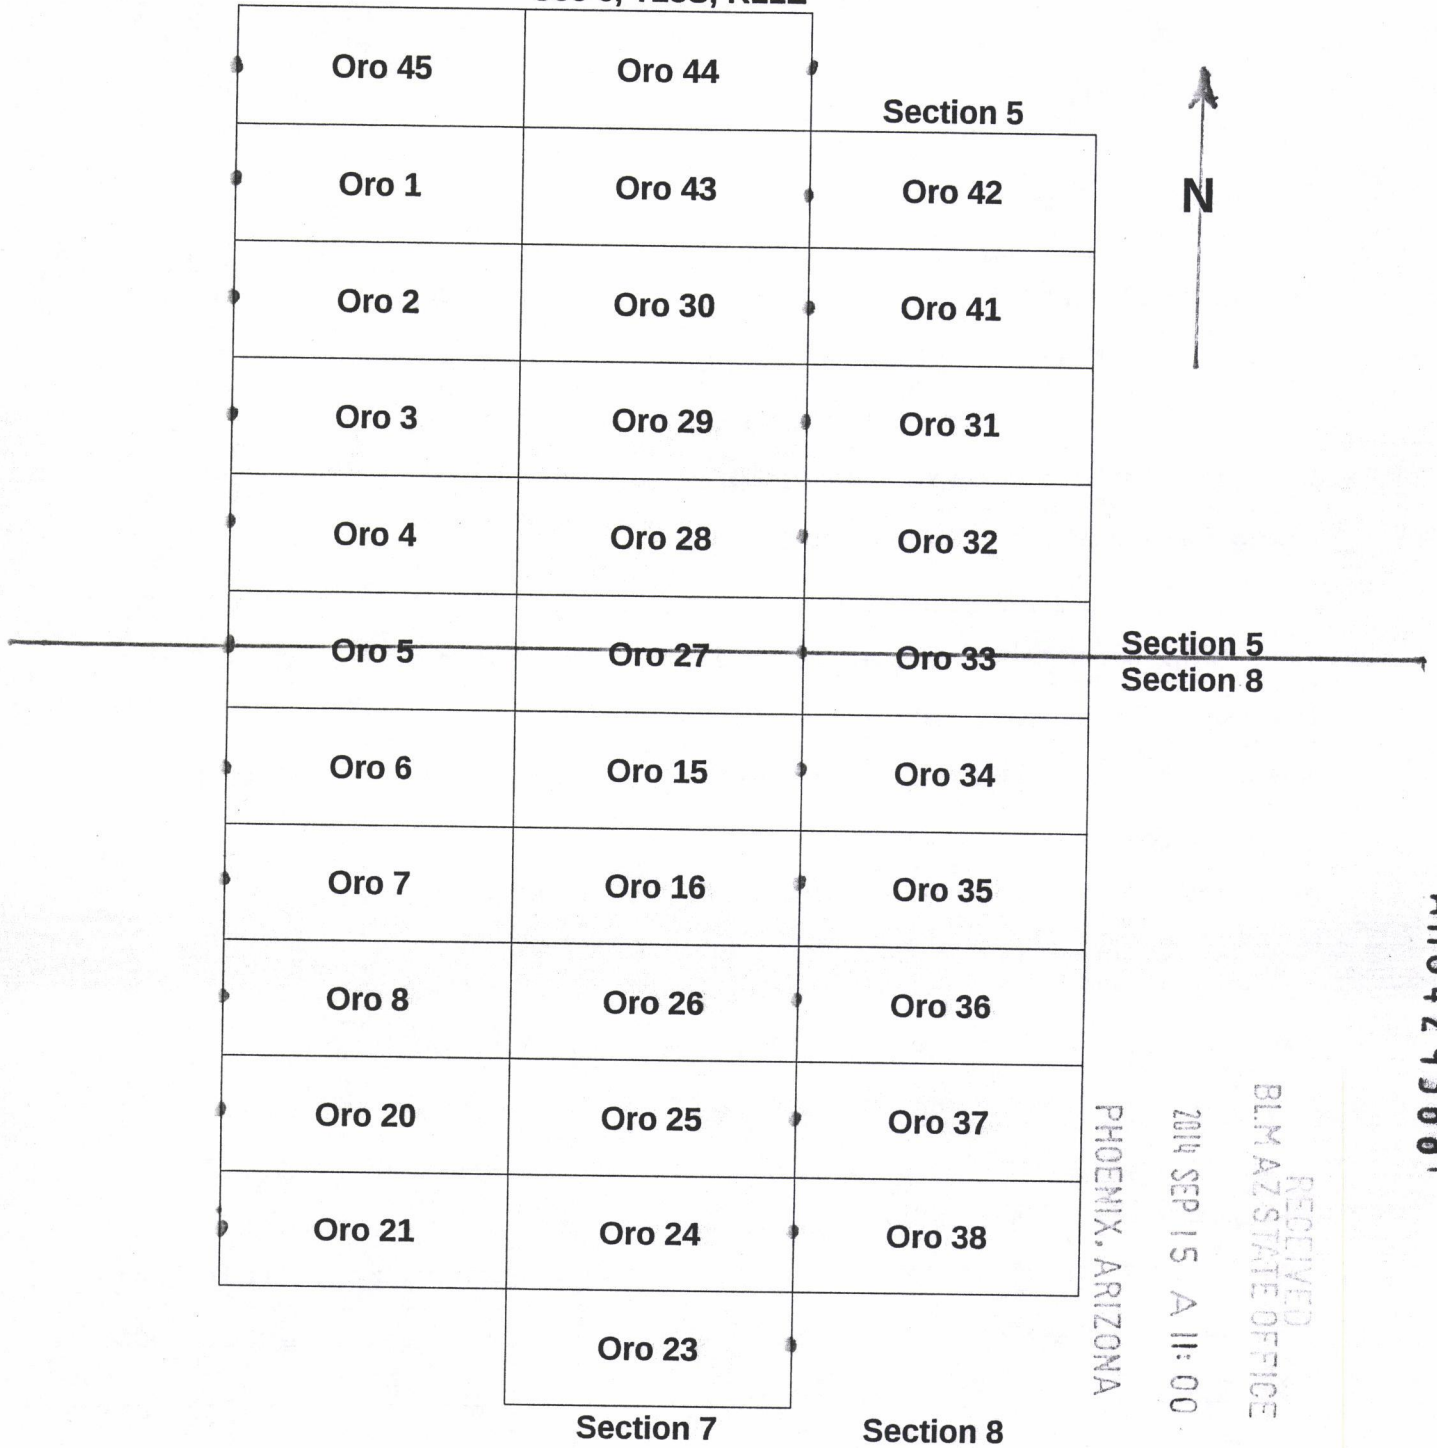 Oro 45 Oro 44
Section 5
Oro 1 Oro 43 Oro 42
N
Oro 2 Oro 30 Oro 41
Oro 3 Oro 29 Oro 31
Oro 4 Oro 28 Oro 32
Oro 5 Oro 27 Oro 33 Section 5
Section 8
Oro 6 Oro 15 Oro 34
Oro 7 Oro 16 Oro 35
Oro 8 Oro 26 Oro 36
Oro 20 Oro 25 Oro 37
Oro 21 Oro 24 Oro 38
Oro 23
Section 7 Section 8
RECEIVED
BLM AZ STATE OFFICE
2014 SEP 15 A 11:00
PHOENIX, ARIZONA